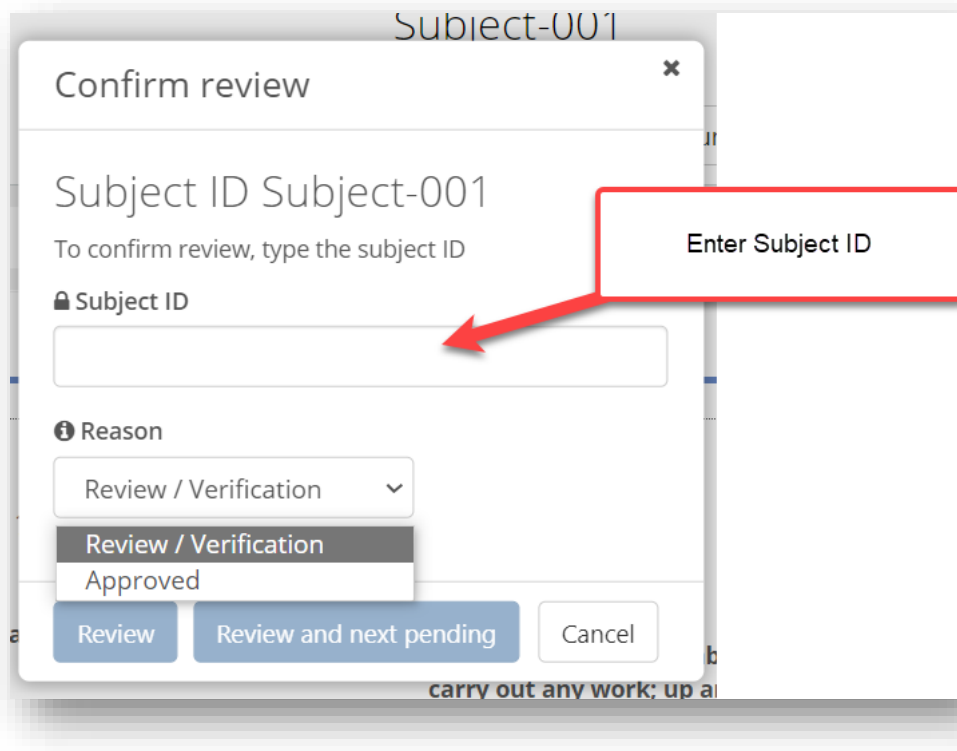 Subject-001
Confirm review
Subject ID Subject-001
To confirm review, type the subject ID
Enter Subject ID
Subject ID
Reason
Review / Verification
Review / Verification
Approved
Review
Review and next pending
Cancel
carry out any work; up